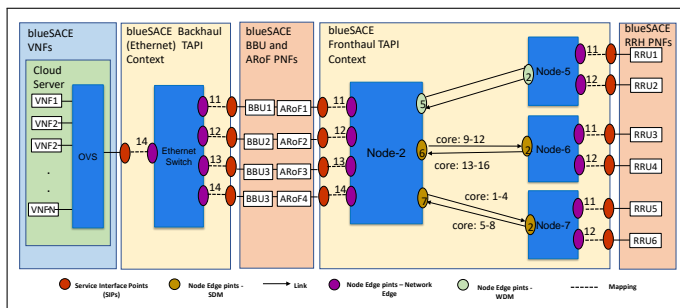 blueSACE
VNFs
blueSACE Backhaul
(Ethernet) TAPI
Context
blueSACE
BBU and
ARoF PNFs
blueSACE
Fronthaul TAPI
Context
blueSACE
RRH PNFs
Cloud
Server
VNF1
VNF2
VNF2
.
.
VNFN
OVS
14
Ethernet
Switch
11
12
13
14
BBU1
ARoF1
BBU2
ARoF2
BBU3
ARoF3
BBU3
ARoF4
11
12
13
14
Node-2
5
6
7
core: 9-12
core: 13-16
core: 1-4
core: 5-8
2
Node-5
2
Node-6
2
Node-7
11
12
11
12
11
12
RRU1
RRU2
RRU3
RRU4
RRU5
RRU6
Service Interface Points
(SIPs)
Node Edge pints -
SDM
Link
Node Edge pints – Network
Edge
Node Edge pints -
WDM
Mapping